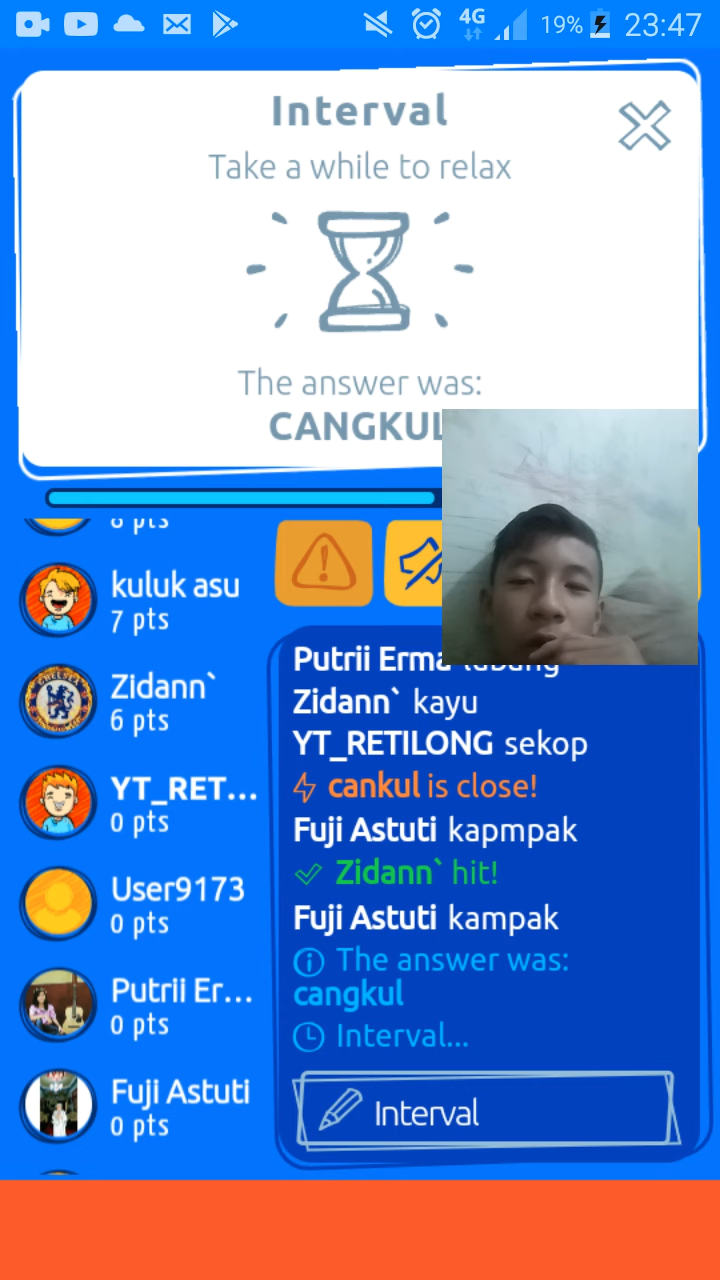 4G 19% 23:47
Interval
Take a while to relax
The answer was:
CANGKUL
pts
kuluk asu
7 pts
Zidann`
6 pts
YT_RET...
0 pts
User9173
0 pts
Putrii Er...
0 pts
Fuji Astuti
0 pts
Putrii Erma
Zidann` kayu
YT_RETILONG sekop
cankul is close!
Fuji Astuti kapmpak
Zidann` hit!
Fuji Astuti kampak
The answer was:
cangkul
Interval...
Interval